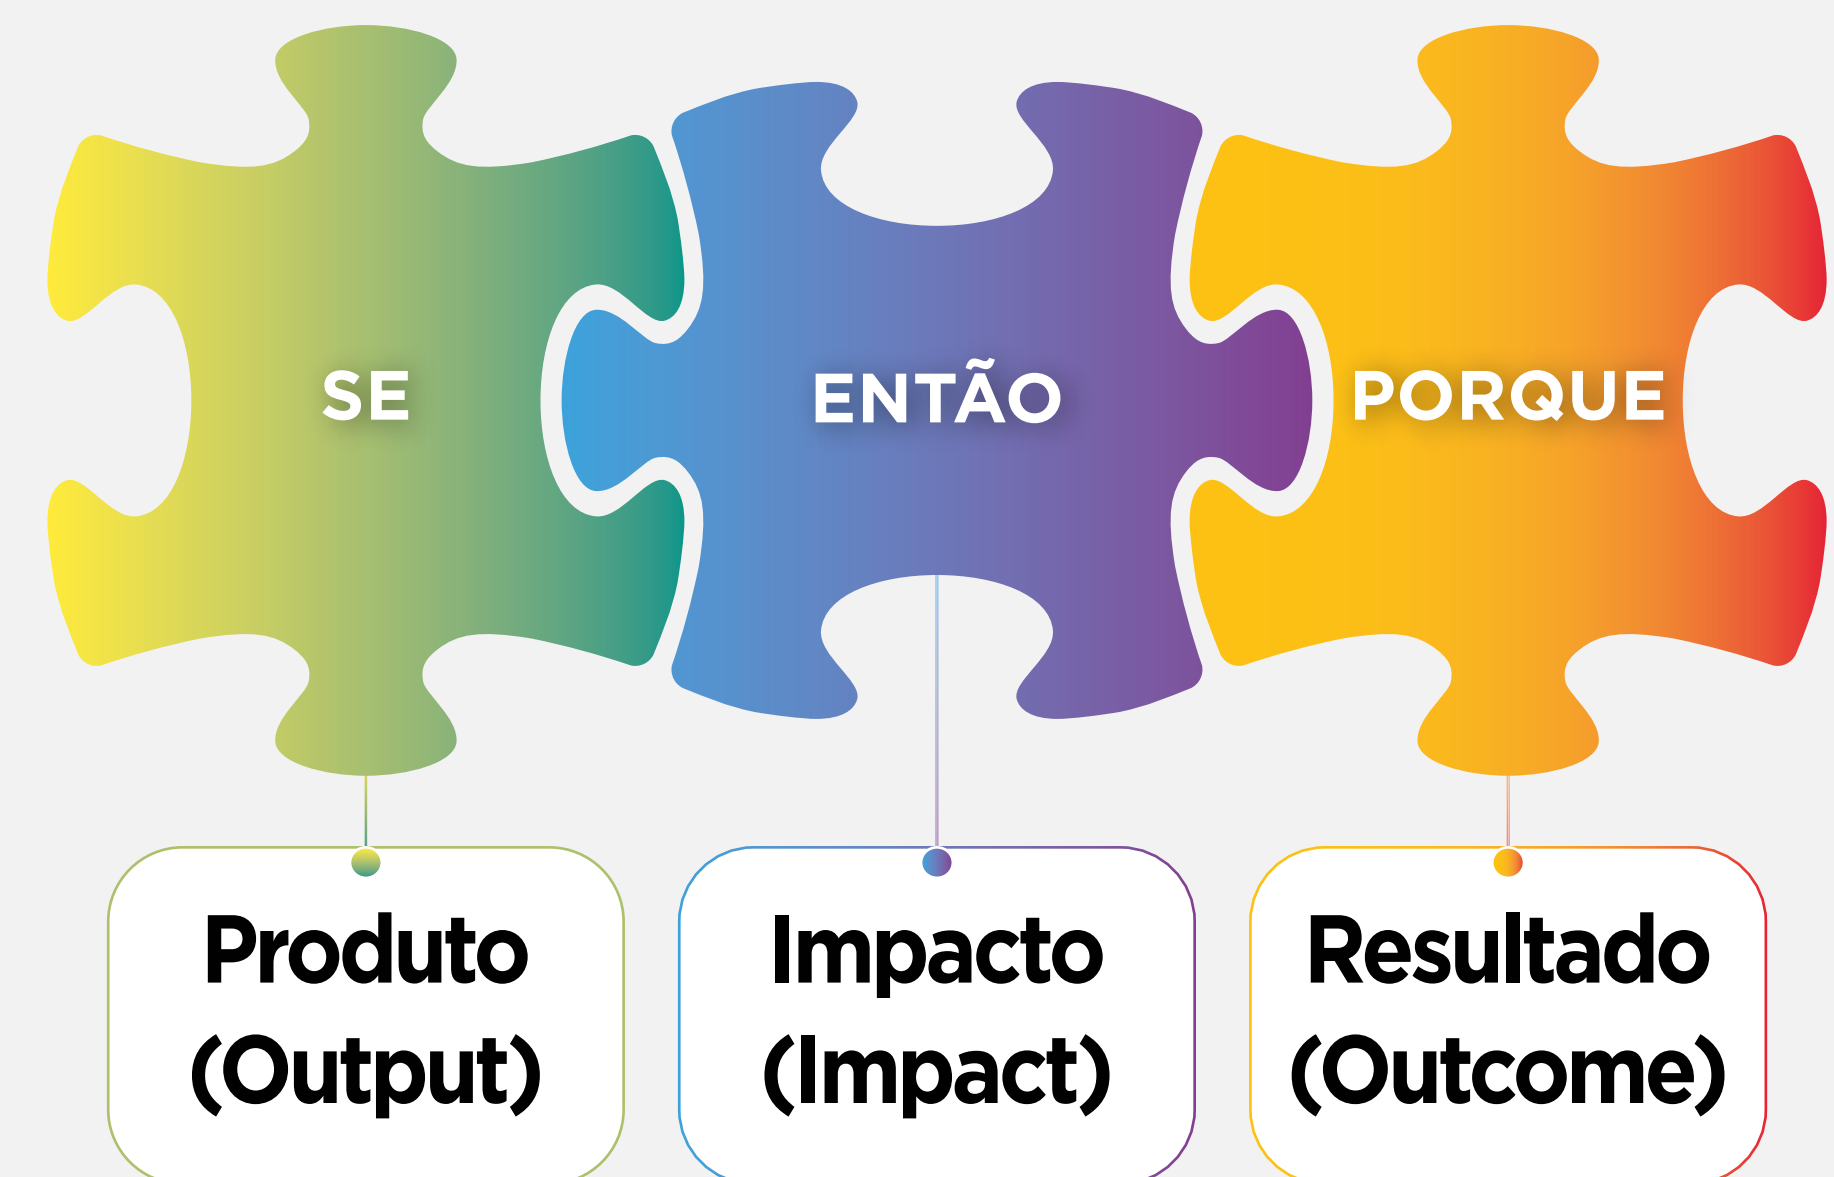 SE
ENTÃO
PORQUE
Produto
(Output)
Impacto
(Impact)
Resultado
(Outcome)